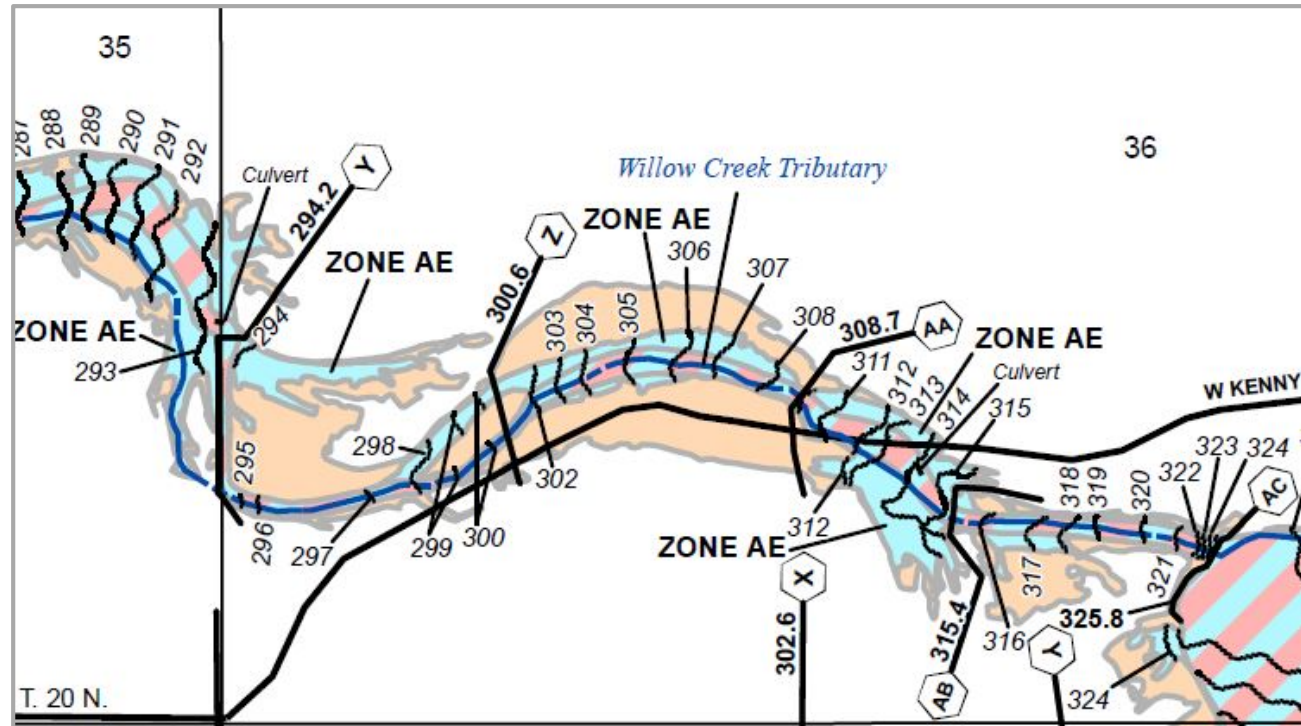 35
36
287
288
289
290
291
292
Culvert
294.2
Y
Willow Creek Tributary
ZONE AE
Z
300.6
ZONE AE
306
307
308
308.7
AA
ZONE AE
Culvert
303
304
305
311
312
313
314
315
ZONE AE
293
294
295
296
297
298
299
300
302
W KENNY
312
ZONE AE
X
302.6
AB
315.4
316
317
318
319
320
321
322
323
324
AC
325.8
Y
324
T. 20 N.